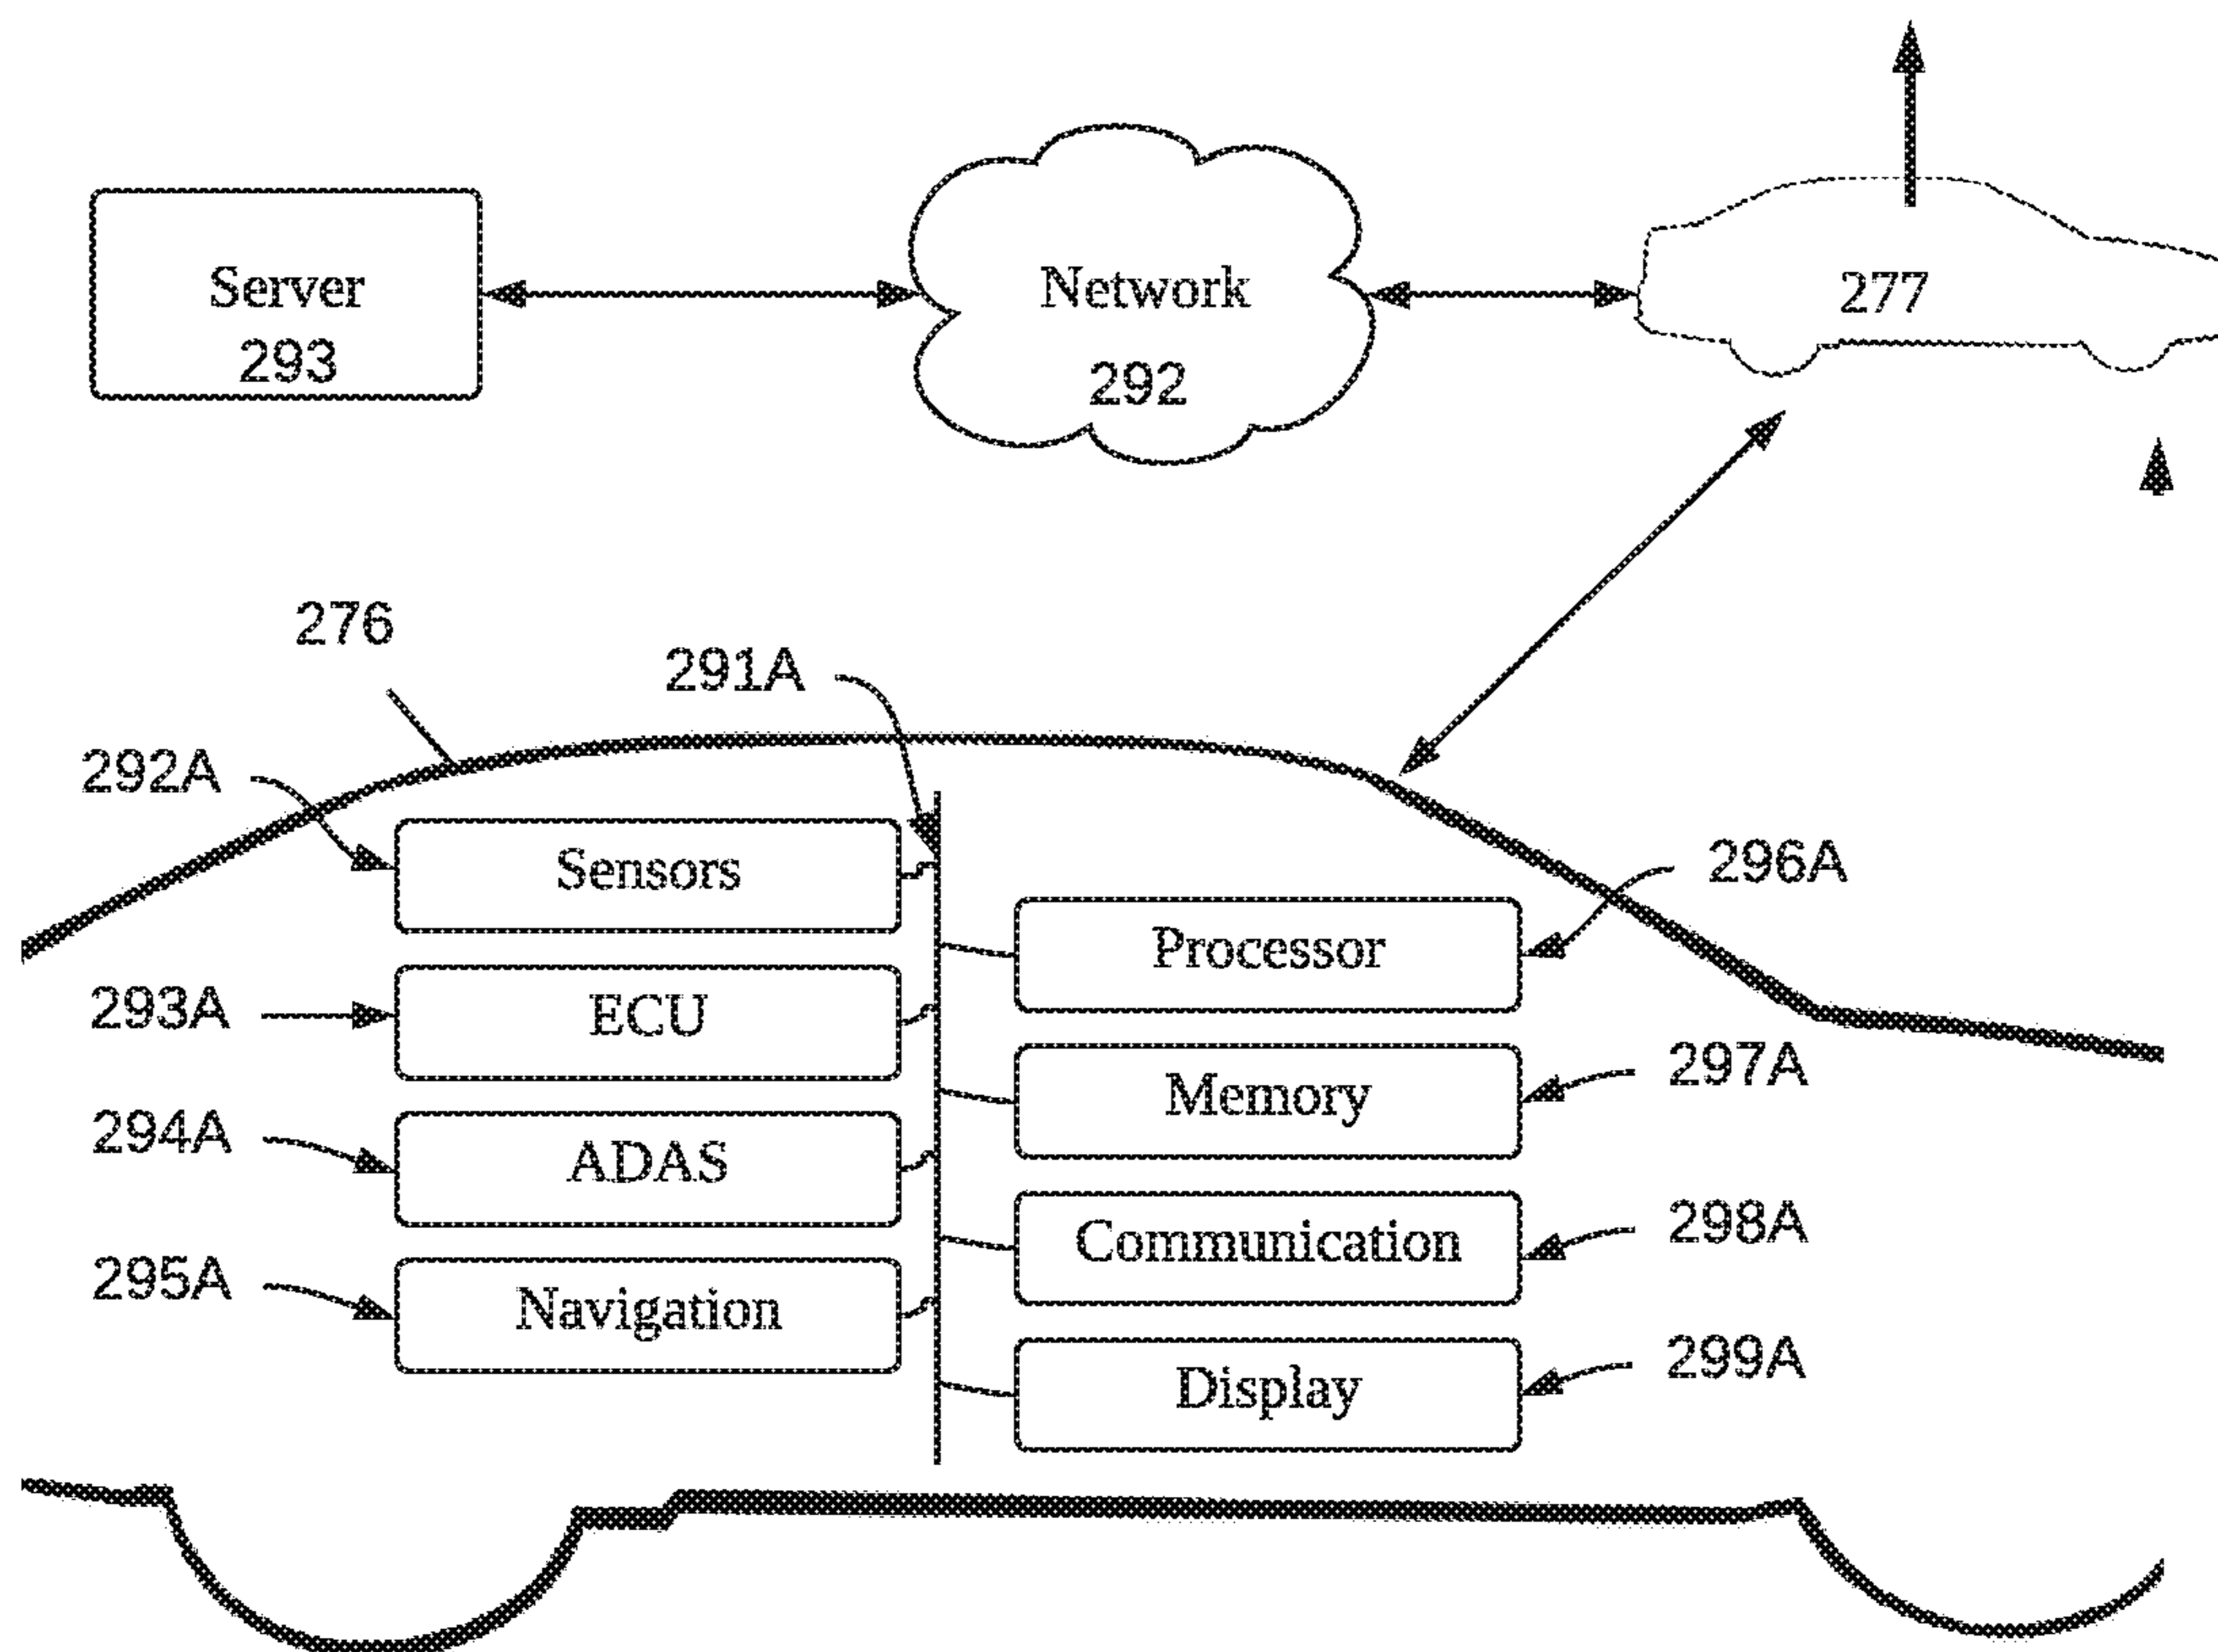 Server
293
Network
292
277
276
291A
292A
Sensors
296A
Processor
293A
ECU
297A
Memory
294A
ADAS
298A
Communication
295A
Navigation
299A
Display